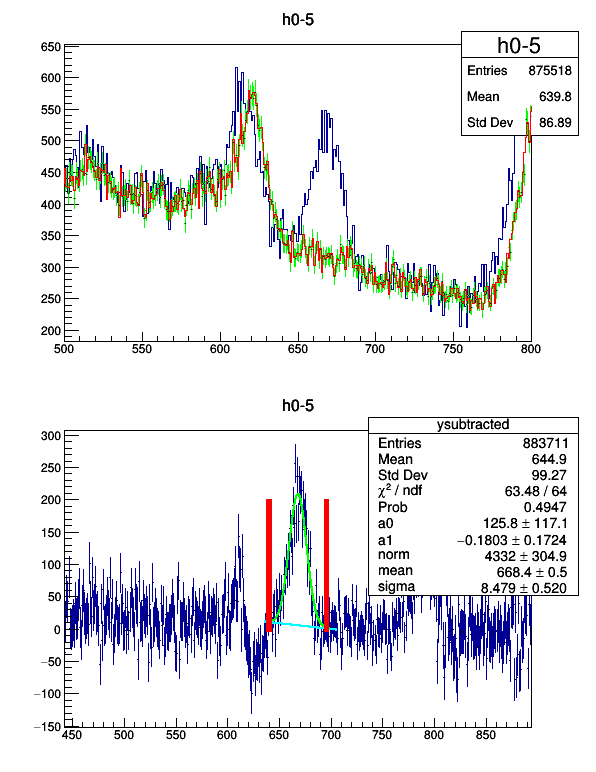 h0-5
h0-5
Entries 875518
Mean 639.8
Std Dev 86.89
650
600
550
500
450
400
350
300
250
200
500 550 600 650 700 750 800
h0-5
ysubtracted
Entries 883711
Mean 644.9
Std Dev 99.27
χ² / ndf 63.48 / 64
Prob 0.4947
a0 125.8 ± 117.1
a1 −0.1803 ± 0.1724
norm 4332 ± 304.9
mean 668.4 ± 0.5
sigma 8.479 ± 0.520
300
250
200
150
100
50
0
−50
−100
−150
450 500 550 600 650 700 750 800 850